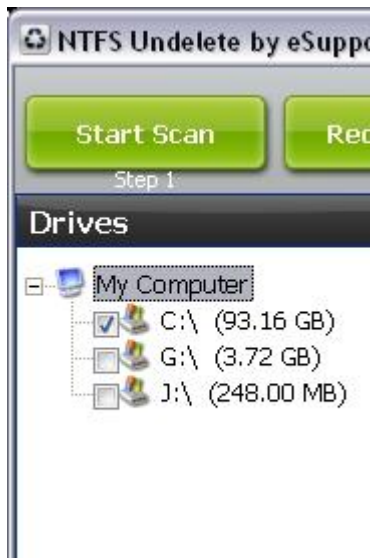 NTFS Undelete by eSuppo
Start Scan
Rec
Step 1
Drives
My Computer
C:\ (93.16 GB)
G:\ (3.72 GB)
J:\ (248.00 MB)